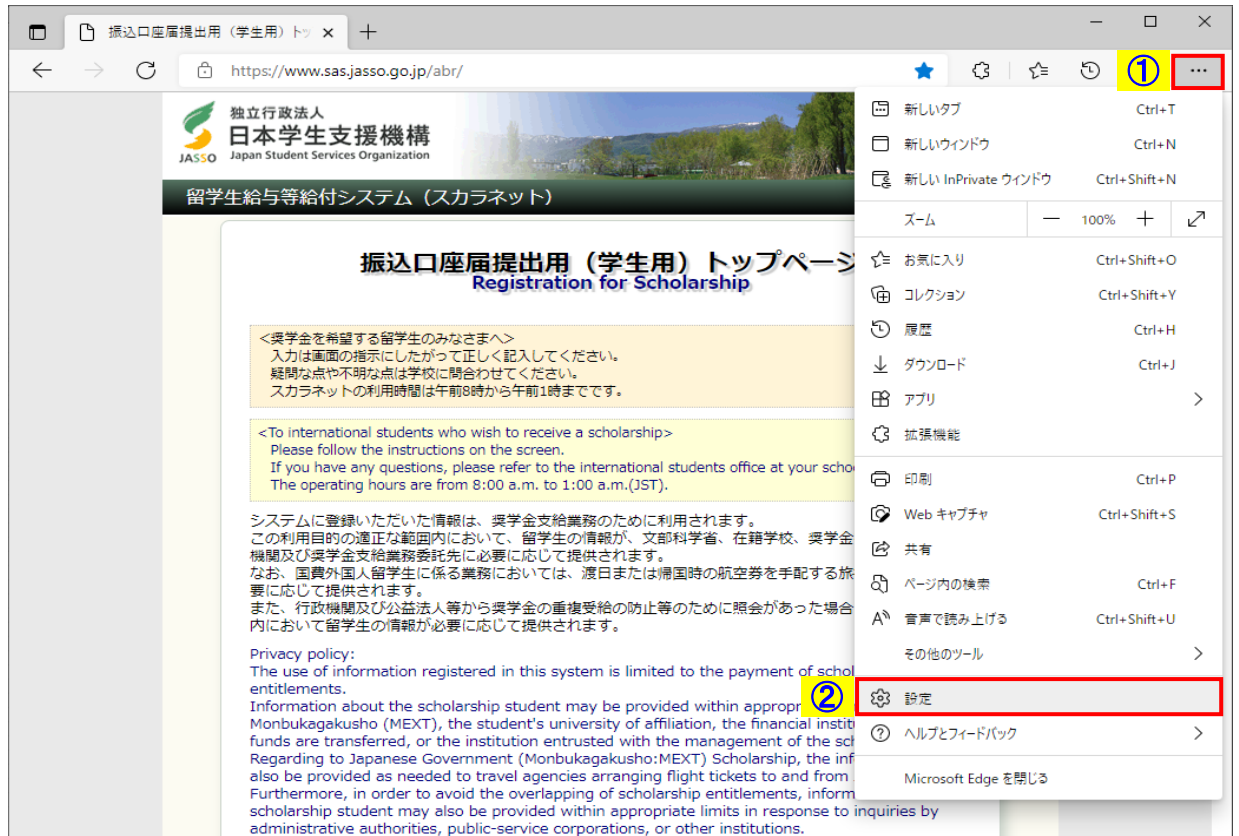 振込口座届提出用（学生用）トッ
https://www.sas.jasso.go.jp/abr/
①
独立行政法人
日本学生支援機構
JASSO Japan Student Services Organization
留学生給与等給付システム（スカラネット）
振込口座届提出用（学生用）トップページ
Registration for Scholarship
<奨学金を希望する留学生のみなさまへ>
入力は画面の指示にしたがって正しく記入してください。
疑問な点や不明な点は学校に問合わせてください。
スカラネットの利用時間は午前8時から午前1時までです。
<To international students who wish to receive a scholarship>
Please follow the instructions on the screen.
If you have any questions, please refer to the international students office at your scho
The operating hours are from 8:00 a.m. to 1:00 a.m.(JST).
システムに登録いただいた情報は、奨学金支給業務のために利用されます。
この利用目的の適正な範囲内において、留学生の情報が、文部科学省、在籍学校、奨学金
機関及び奨学金支給業務委託先に必要に応じて提供されます。
なお、国費外国人留学生に係る業務においては、渡日または帰国時の航空券を手配する旅
要に応じて提供されます。
また、行政機関及び公益法人等から奨学金の重複受給の防止等のために照会があった場合
内において留学生の情報が必要に応じて提供されます。
Privacy policy:
The use of information registered in this system is limited to the payment of schol
entitlements.
Information about the scholarship student may be provided within appropr
Monbukagakusho (MEXT), the student's university of affiliation, the financial institu
funds are transferred, or the institution entrusted with the management of the sch
Regarding to Japanese Government (Monbukagakusho:MEXT) Scholarship, the inf
also be provided as needed to travel agencies arranging flight tickets to and from
Furthermore, in order to avoid the overlapping of scholarship entitlements, inform
scholarship student may also be provided within appropriate limits in response to inquiries by
administrative authorities, public-service corporations, or other institutions.
新しいタブ Ctrl+T
新しいウィンドウ Ctrl+N
新しい InPrivate ウィンドウ Ctrl+Shift+N
ズーム — 100% +
お気に入り Ctrl+Shift+O
コレクション Ctrl+Shift+Y
履歴 Ctrl+H
ダウンロード Ctrl+J
アプリ
拡張機能
印刷 Ctrl+P
Web キャプチャ Ctrl+Shift+S
共有
ページ内の検索 Ctrl+F
音声で読み上げる Ctrl+Shift+U
その他のツール
② 設定
ヘルプとフィードバック
Microsoft Edge を閉じる